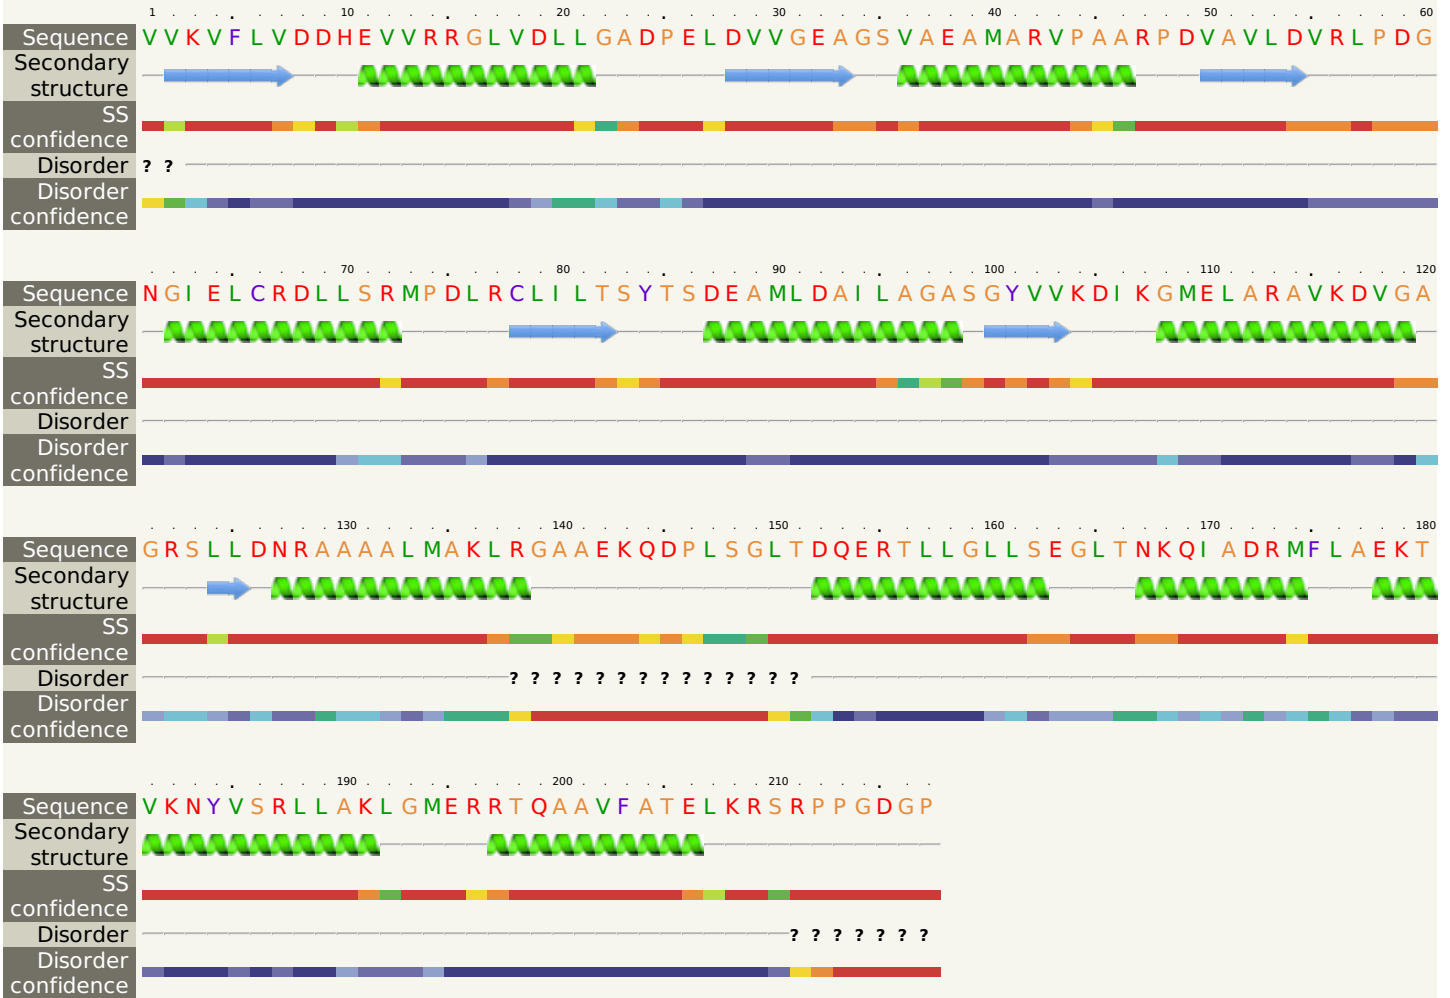 1 10 20 30 40 50 60
Sequence V V K V F L V D D H E V V R R G L V D L L G A D P E L D V V G E A G S V A E A M A R V P A A R P D V A V L D V R L P D G
Secondary
structure
SS
confidence
Disorder ? ?
Disorder
confidence
70 80 90 100 110 120
Sequence N G I E L C R D L L S R M P D L R C L I L T S Y T S D E A M L D A I L A G A S G Y V V K D I K G M E L A R A V K D V G A
Secondary
structure
SS
confidence
Disorder
Disorder
confidence
130 140 150 160 170 180
Sequence G R S L L D N R A A A A L M A K L R G A A E K Q D P L S G L T D Q E R T L L G L L S E G L T N K Q I A D R M F L A E K T
Secondary
structure
SS
confidence
Disorder ? ? ? ? ? ? ? ? ? ? ? ? ? ?
Disorder
confidence
190 200 210
Sequence V K N Y V S R L L A K L G M E R R T Q A A V F A T E L K R S R P P G D G P
Secondary
structure
SS
confidence
Disorder ? ? ? ? ? ? ?
Disorder
confidence